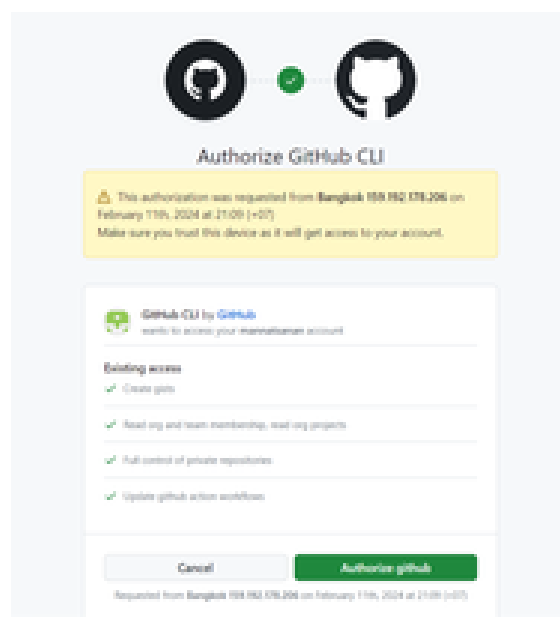 Authorize GitHub CLI
This authorization was requested from Bangkok 159.192.178.206 on
February 11th, 2024 at 21:09 (+07)
Make sure you trust this device as it will get access to your account.
GitHub CLI by GitHub
wants to access your account
Existing access
Create gists
Read org and team membership, read org projects
Full control of private repositories
Update github action workflows
Cancel
Authorize github
Requested from Bangkok 159.192.178.206 on February 11th, 2024 at 21:09 (+07)